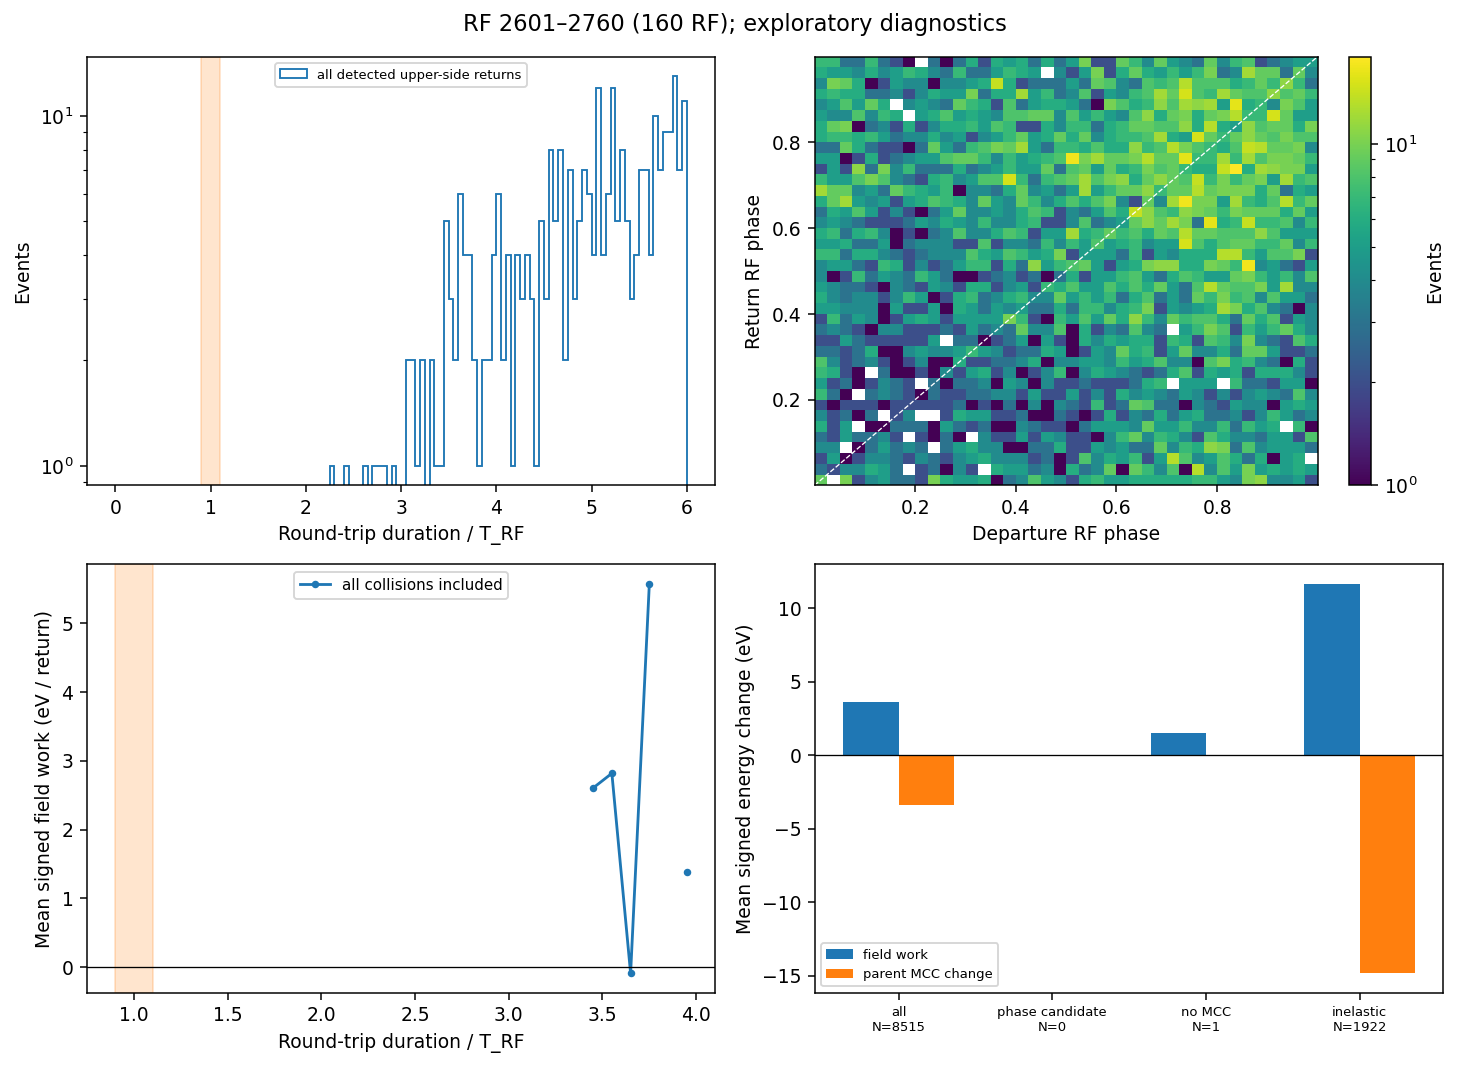 RF 2601–2760 (160 RF); exploratory diagnostics
all detected upper-side returns
Events
10¹
10⁰
0 1 2 3 4 5 6
Round-trip duration / T_RF
Return RF phase
0.8
0.6
0.4
0.2
0.2 0.4 0.6 0.8
Departure RF phase
10¹
10⁰
Events
all collisions included
Mean signed field work (eV / return)
5
4
3
2
1
0
1.0 1.5 2.0 2.5 3.0 3.5 4.0
Round-trip duration / T_RF
Mean signed energy change (eV)
10
5
0
−5
−10
−15
field work
parent MCC change
all phase candidate no MCC inelastic
N=8515 N=0 N=1 N=1922